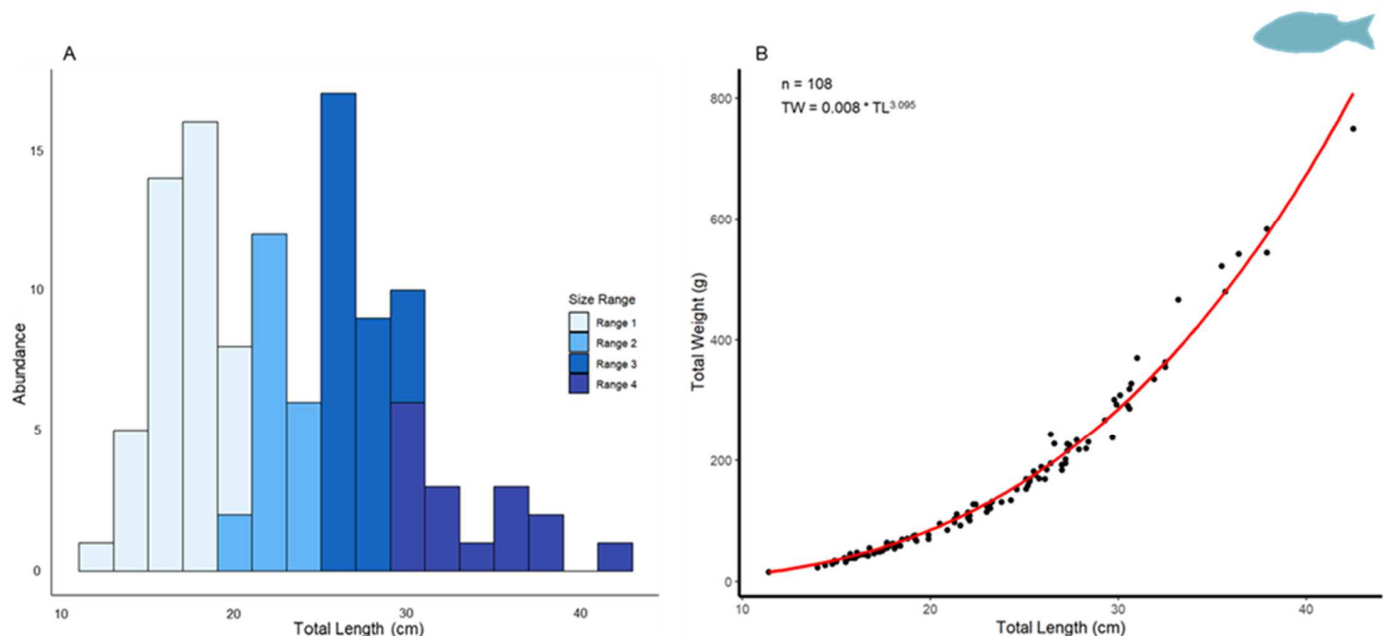 A
15
10
5
0
Abundance
10 20 30 40
Total Length (cm)
Size Range
Range 1
Range 2
Range 3
Range 4
B
n = 108
TW = 0.008 * TL^3.095
800
600
400
200
0
Total Weight (g)
10 20 30 40
Total Length (cm)